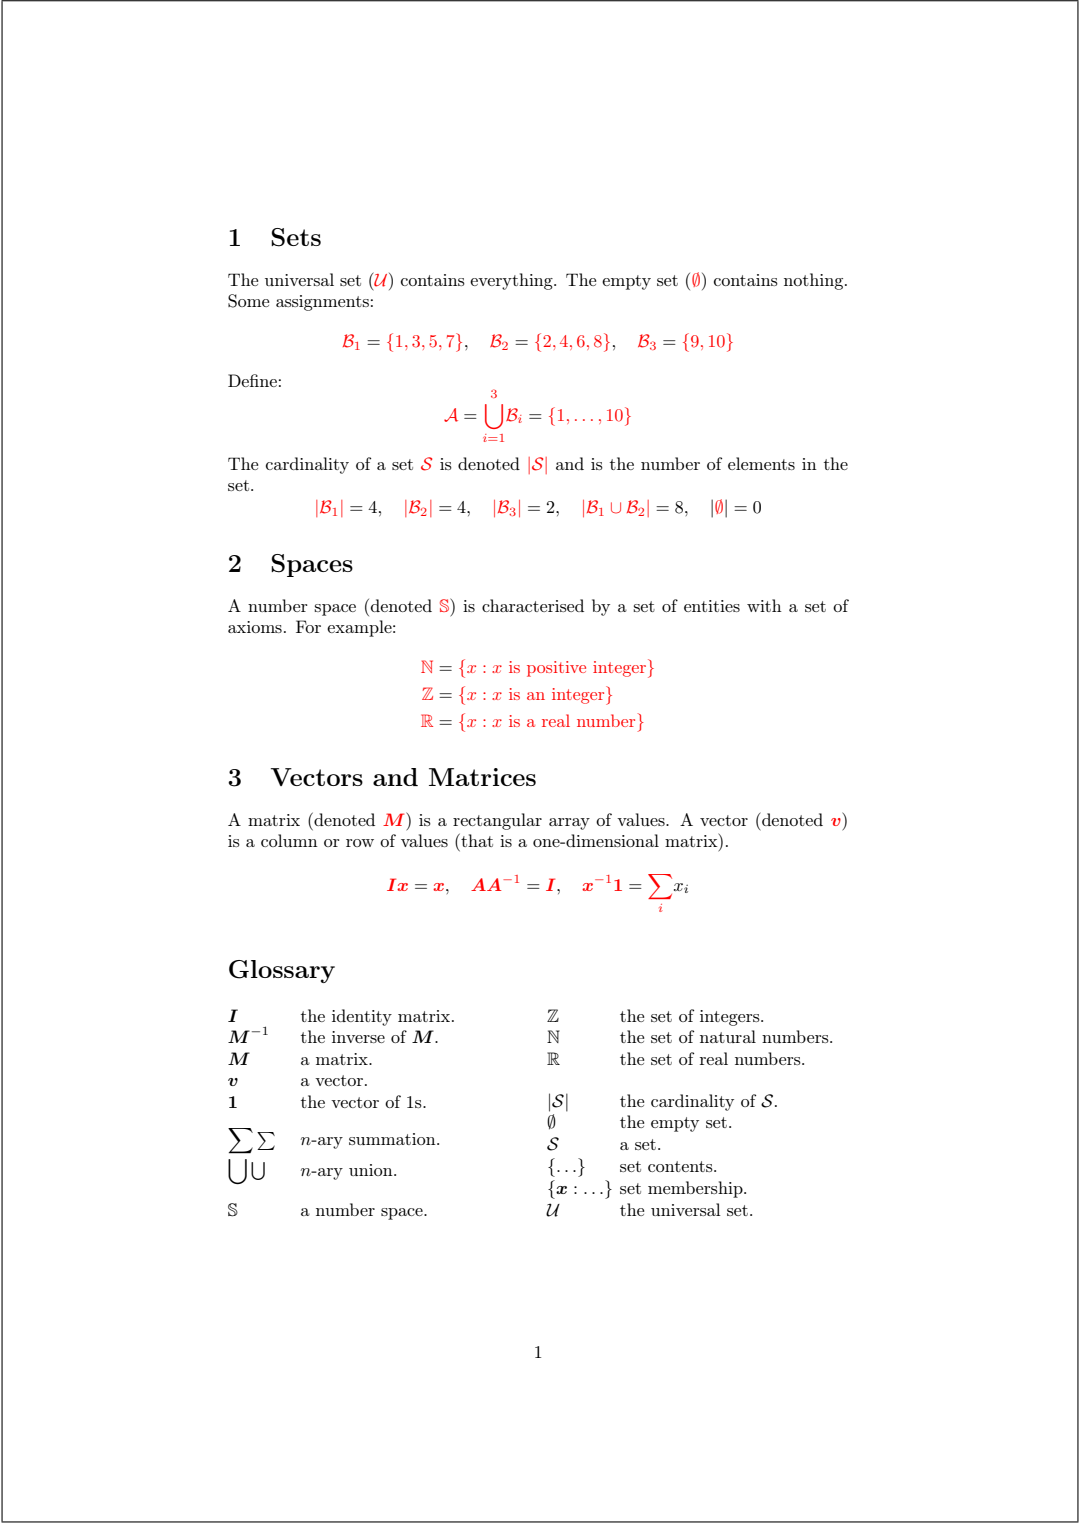 1 Sets
The universal set (𝒰) contains everything. The empty set (∅) contains nothing.
Some assignments:
ℬ₁ = {1, 3, 5, 7}, ℬ₂ = {2, 4, 6, 8}, ℬ₃ = {9, 10}
Define:
𝒜 = ⋃_{i=1}^{3} ℬᵢ = {1, . . . , 10}
The cardinality of a set 𝒮 is denoted |𝒮| and is the number of elements in the
set.
|ℬ₁| = 4, |ℬ₂| = 4, |ℬ₃| = 2, |ℬ₁ ∪ ℬ₂| = 8, |∅| = 0
2 Spaces
A number space (denoted 𝕊) is characterised by a set of entities with a set of
axioms. For example:
ℕ = {x : x is positive integer}
ℤ = {x : x is an integer}
ℝ = {x : x is a real number}
3 Vectors and Matrices
A matrix (denoted 𝑴) is a rectangular array of values. A vector (denoted 𝒗)
is a column or row of values (that is a one-dimensional matrix).
𝑰𝒙 = 𝒙, 𝑨𝑨⁻¹ = 𝑰, 𝒙⁻¹𝟏 = ∑_{i} xᵢ
Glossary
𝑰 the identity matrix.
𝑴⁻¹ the inverse of 𝑴.
𝑴 a matrix.
𝒗 a vector.
𝟏 the vector of 1s.
∑∑ n-ary summation.
⋃⋃ n-ary union.
𝕊 a number space.
ℤ the set of integers.
ℕ the set of natural numbers.
ℝ the set of real numbers.
|𝒮| the cardinality of 𝒮.
∅ the empty set.
𝒮 a set.
{. . .} set contents.
{𝒙 : . . .} set membership.
𝒰 the universal set.
1